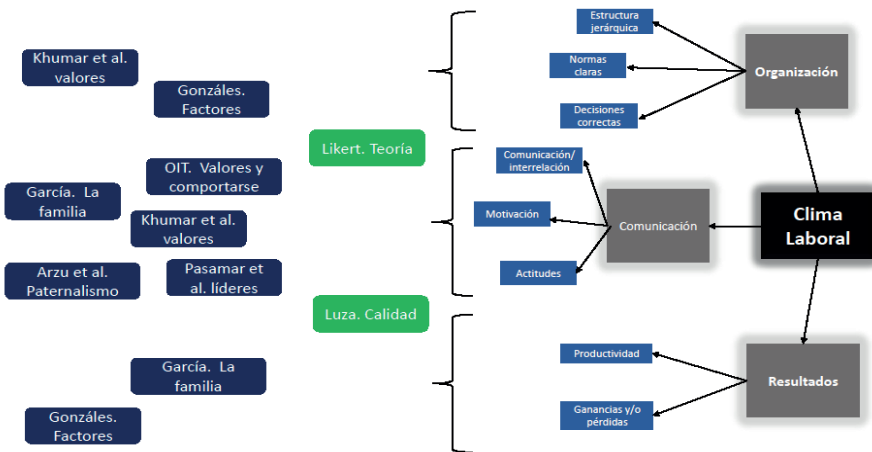 Khumar et al.
valores
Gonzáles.
Factores
Likert. Teoría
OIT. Valores y
comportarse
García. La
familia
Khumar et al.
valores
Arzu et al.
Paternalismo
Pasamar et
al. líderes
Luza. Calidad
García. La
familia
Gonzáles.
Factores
Estructura
jerárquica
Normas
claras
Decisiones
correctas
Organización
Comunicación/
interrelación
Motivación
Actitudes
Comunicación
Clima
Laboral
Productividad
Ganancias y/o
pérdidas
Resultados